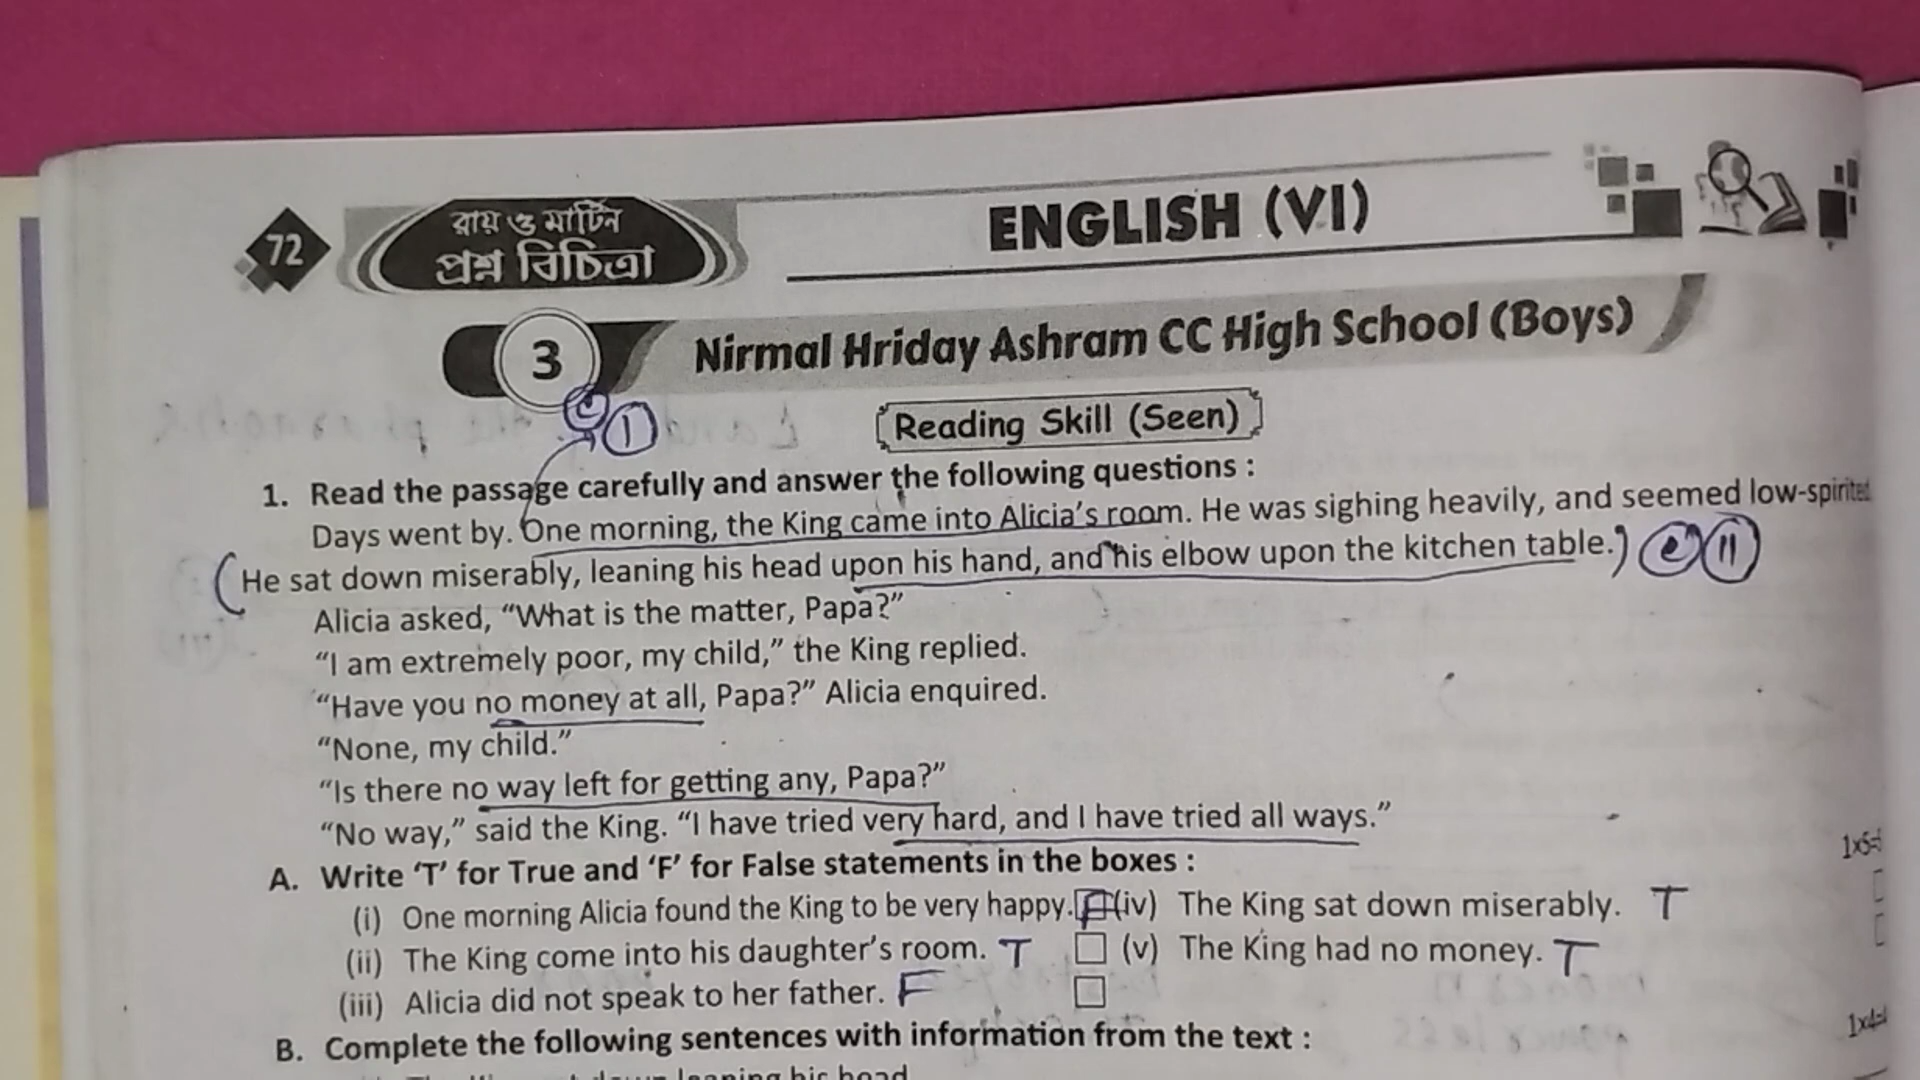 72
রায় ও মার্টিন
প্রশ্ন বিচিত্রা
ENGLISH (VI)
3
Nirmal Hriday Ashram CC High School (Boys)
e 1
Reading Skill (Seen)
1. Read the passage carefully and answer the following questions :
Days went by. One morning, the King came into Alicia's room. He was sighing heavily, and seemed low-spirited
He sat down miserably, leaning his head upon his hand, and his elbow upon the kitchen table.) e 11
Alicia asked, "What is the matter, Papa?"
"I am extremely poor, my child," the King replied.
"Have you no money at all, Papa?" Alicia enquired.
"None, my child."
"Is there no way left for getting any, Papa?"
"No way," said the King. "I have tried very hard, and I have tried all ways."
A. Write 'T' for True and 'F' for False statements in the boxes :
(i) One morning Alicia found the King to be very happy. F (iv) The King sat down miserably. T
(ii) The King come into his daughter's room. T (v) The King had no money. T
(iii) Alicia did not speak to her father. F
B. Complete the following sentences with information from the text :